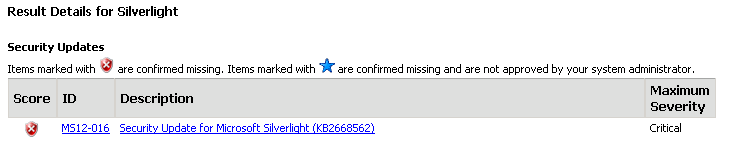 Result Details for Silverlight
Security Updates
Items marked with are confirmed missing. Items marked with are confirmed missing and are not approved by your system administrator.
Score ID Description Maximum Severity
MS12-016 Security Update for Microsoft Silverlight (KB2668562) Critical